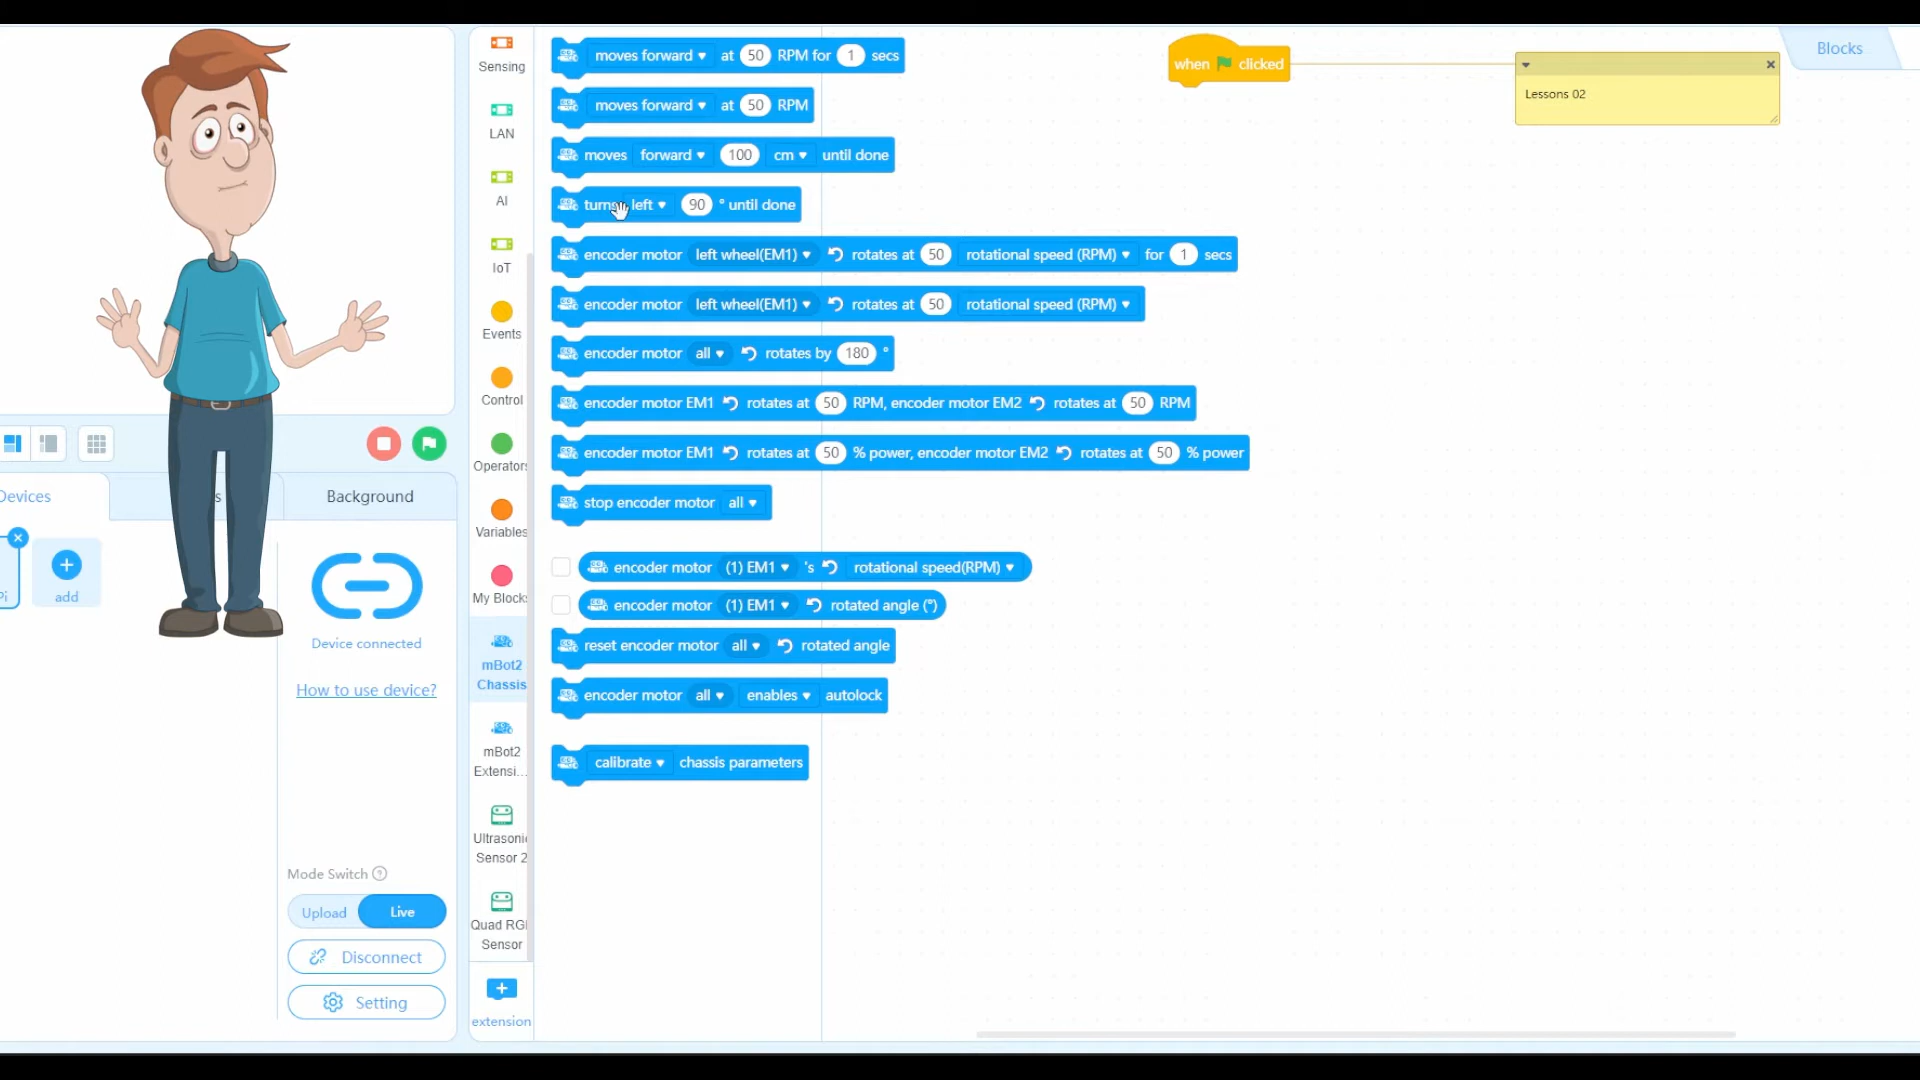 Sensing
LAN
AI
IoT
Events
Control
Operators
Variables
My Blocks
mBot2
Chassis
mBot2
Extensi...
Ultrasonic
Sensor 2
Quad RGB
Sensor
extension
moves forward at 50 RPM for 1 secs
moves forward at 50 RPM
moves forward 100 cm until done
turns left 90 ° until done
encoder motor left wheel(EM1) rotates at 50 rotational speed (RPM) for 1 secs
encoder motor left wheel(EM1) rotates at 50 rotational speed (RPM)
encoder motor all rotates by 180 °
encoder motor EM1 rotates at 50 RPM, encoder motor EM2 rotates at 50 RPM
encoder motor EM1 rotates at 50 % power, encoder motor EM2 rotates at 50 % power
stop encoder motor all
encoder motor (1) EM1 's rotational speed(RPM)
encoder motor (1) EM1 rotated angle (°)
reset encoder motor all rotated angle
encoder motor all enables autolock
calibrate chassis parameters
when clicked
Lessons 02
Blocks
Devices
Background
add
Device connected
How to use device?
Mode Switch ?
Upload Live
Disconnect
Setting